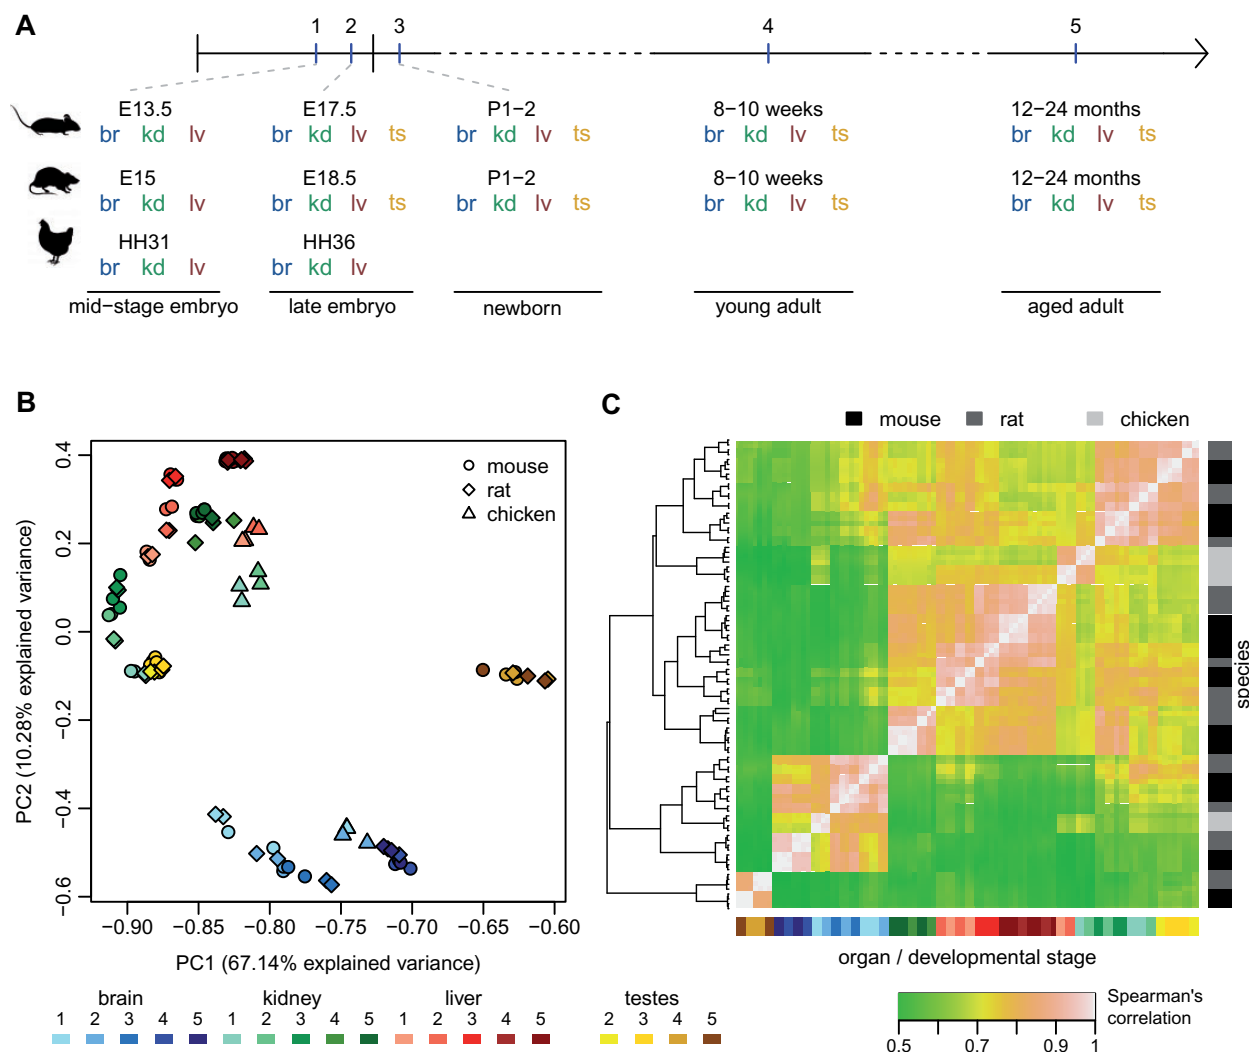 A
1 2 3 4 5
E13.5 E17.5 P1−2 8−10 weeks 12−24 months
br kd lv br kd lv ts br kd lv ts br kd lv ts br kd lv ts
E15 E18.5 P1−2 8−10 weeks 12−24 months
br kd lv br kd lv ts br kd lv ts br kd lv ts br kd lv ts
HH31 HH36
br kd lv br kd lv
mid−stage embryo late embryo newborn young adult aged adult
B
0.4
0.2
0.0
−0.2
−0.4
−0.6
PC2 (10.28% explained variance)
mouse
rat
chicken
−0.90 −0.85 −0.80 −0.75 −0.70 −0.65 −0.60
PC1 (67.14% explained variance)
C
mouse rat chicken
species
organ / developmental stage
brain kidney liver testes
1 2 3 4 5 1 2 3 4 5 1 2 3 4 5 2 3 4 5
Spearman's
correlation
0.5 0.7 0.9 1